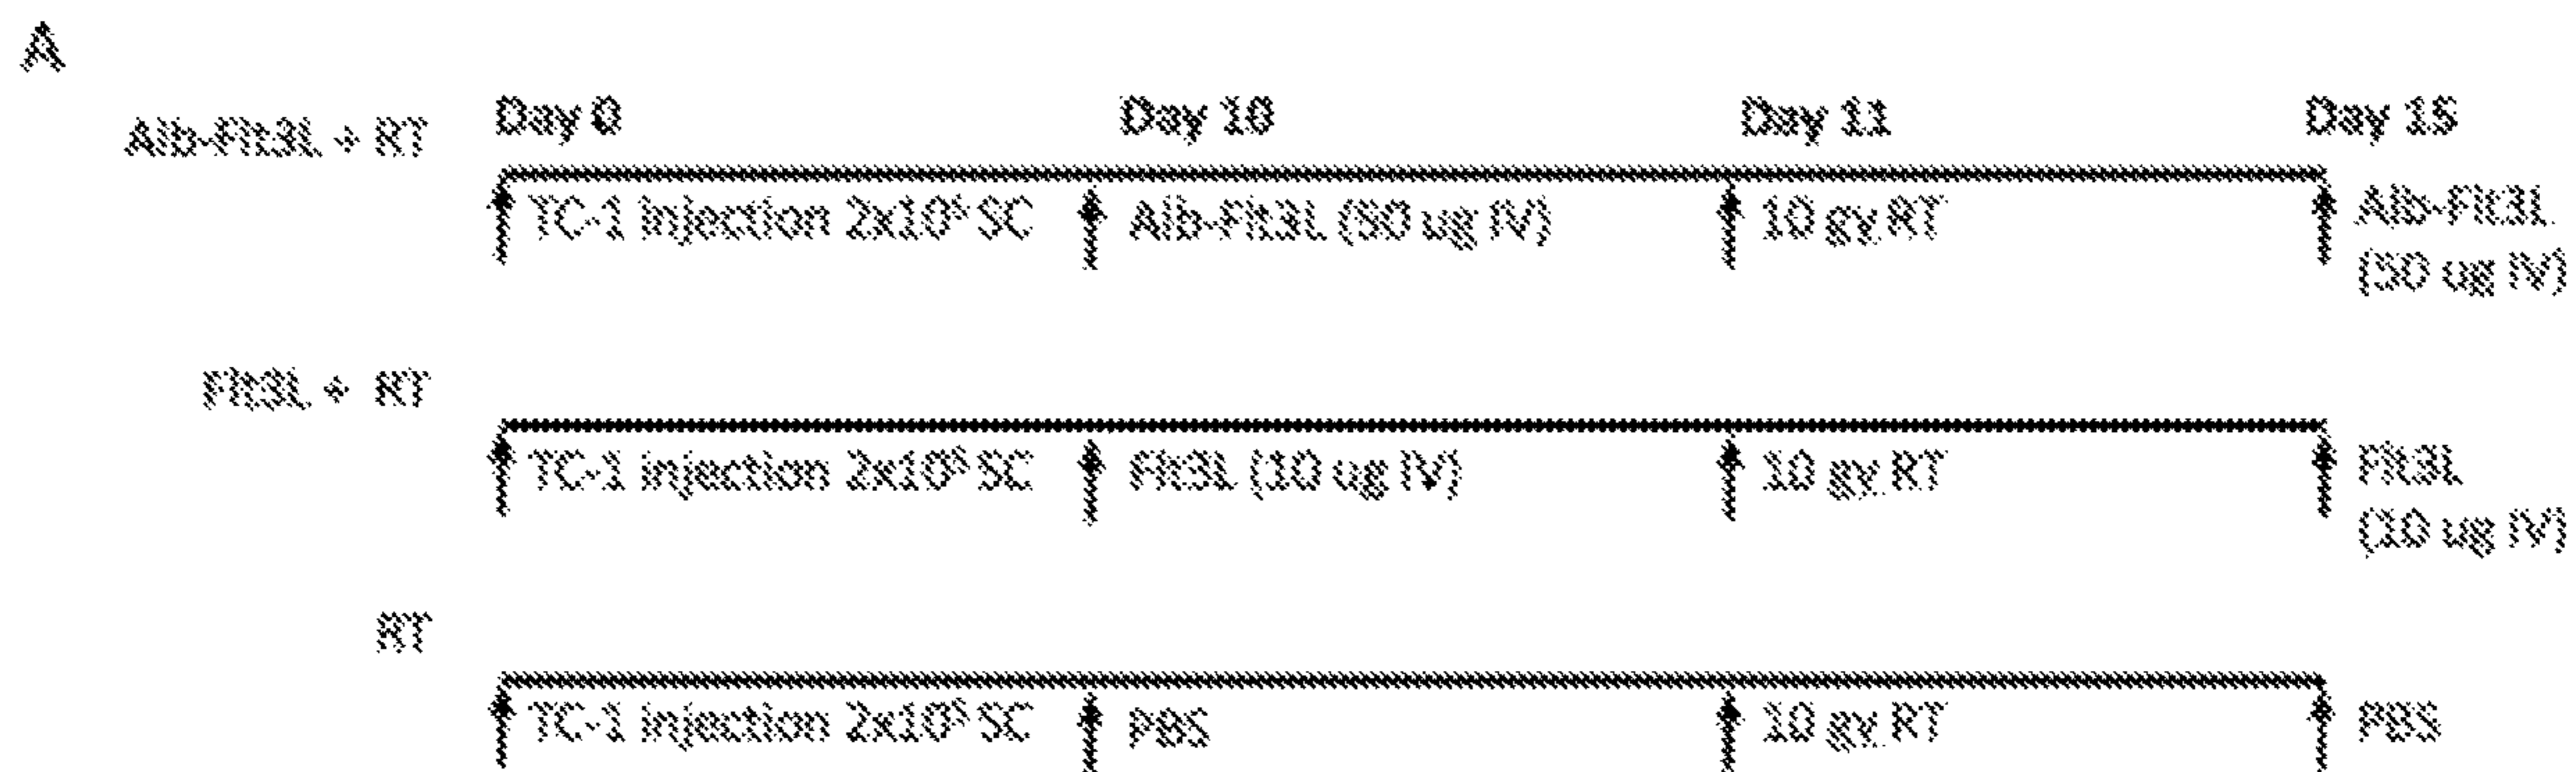 A
Alb-Flt3L + RT
Day 0 Day 10 Day 11 Day 15
TC-1 injection 2x10⁵ SC Alb-Flt3L (50 ug IV) 10 gy RT Alb-Flt3L
(50 ug IV)
Flt3L + RT
TC-1 injection 2x10⁵ SC Flt3L (10 ug IV) 10 gy RT Flt3L
(10 ug IV)
RT
TC-1 injection 2x10⁵ SC PBS 10 gy RT PBS